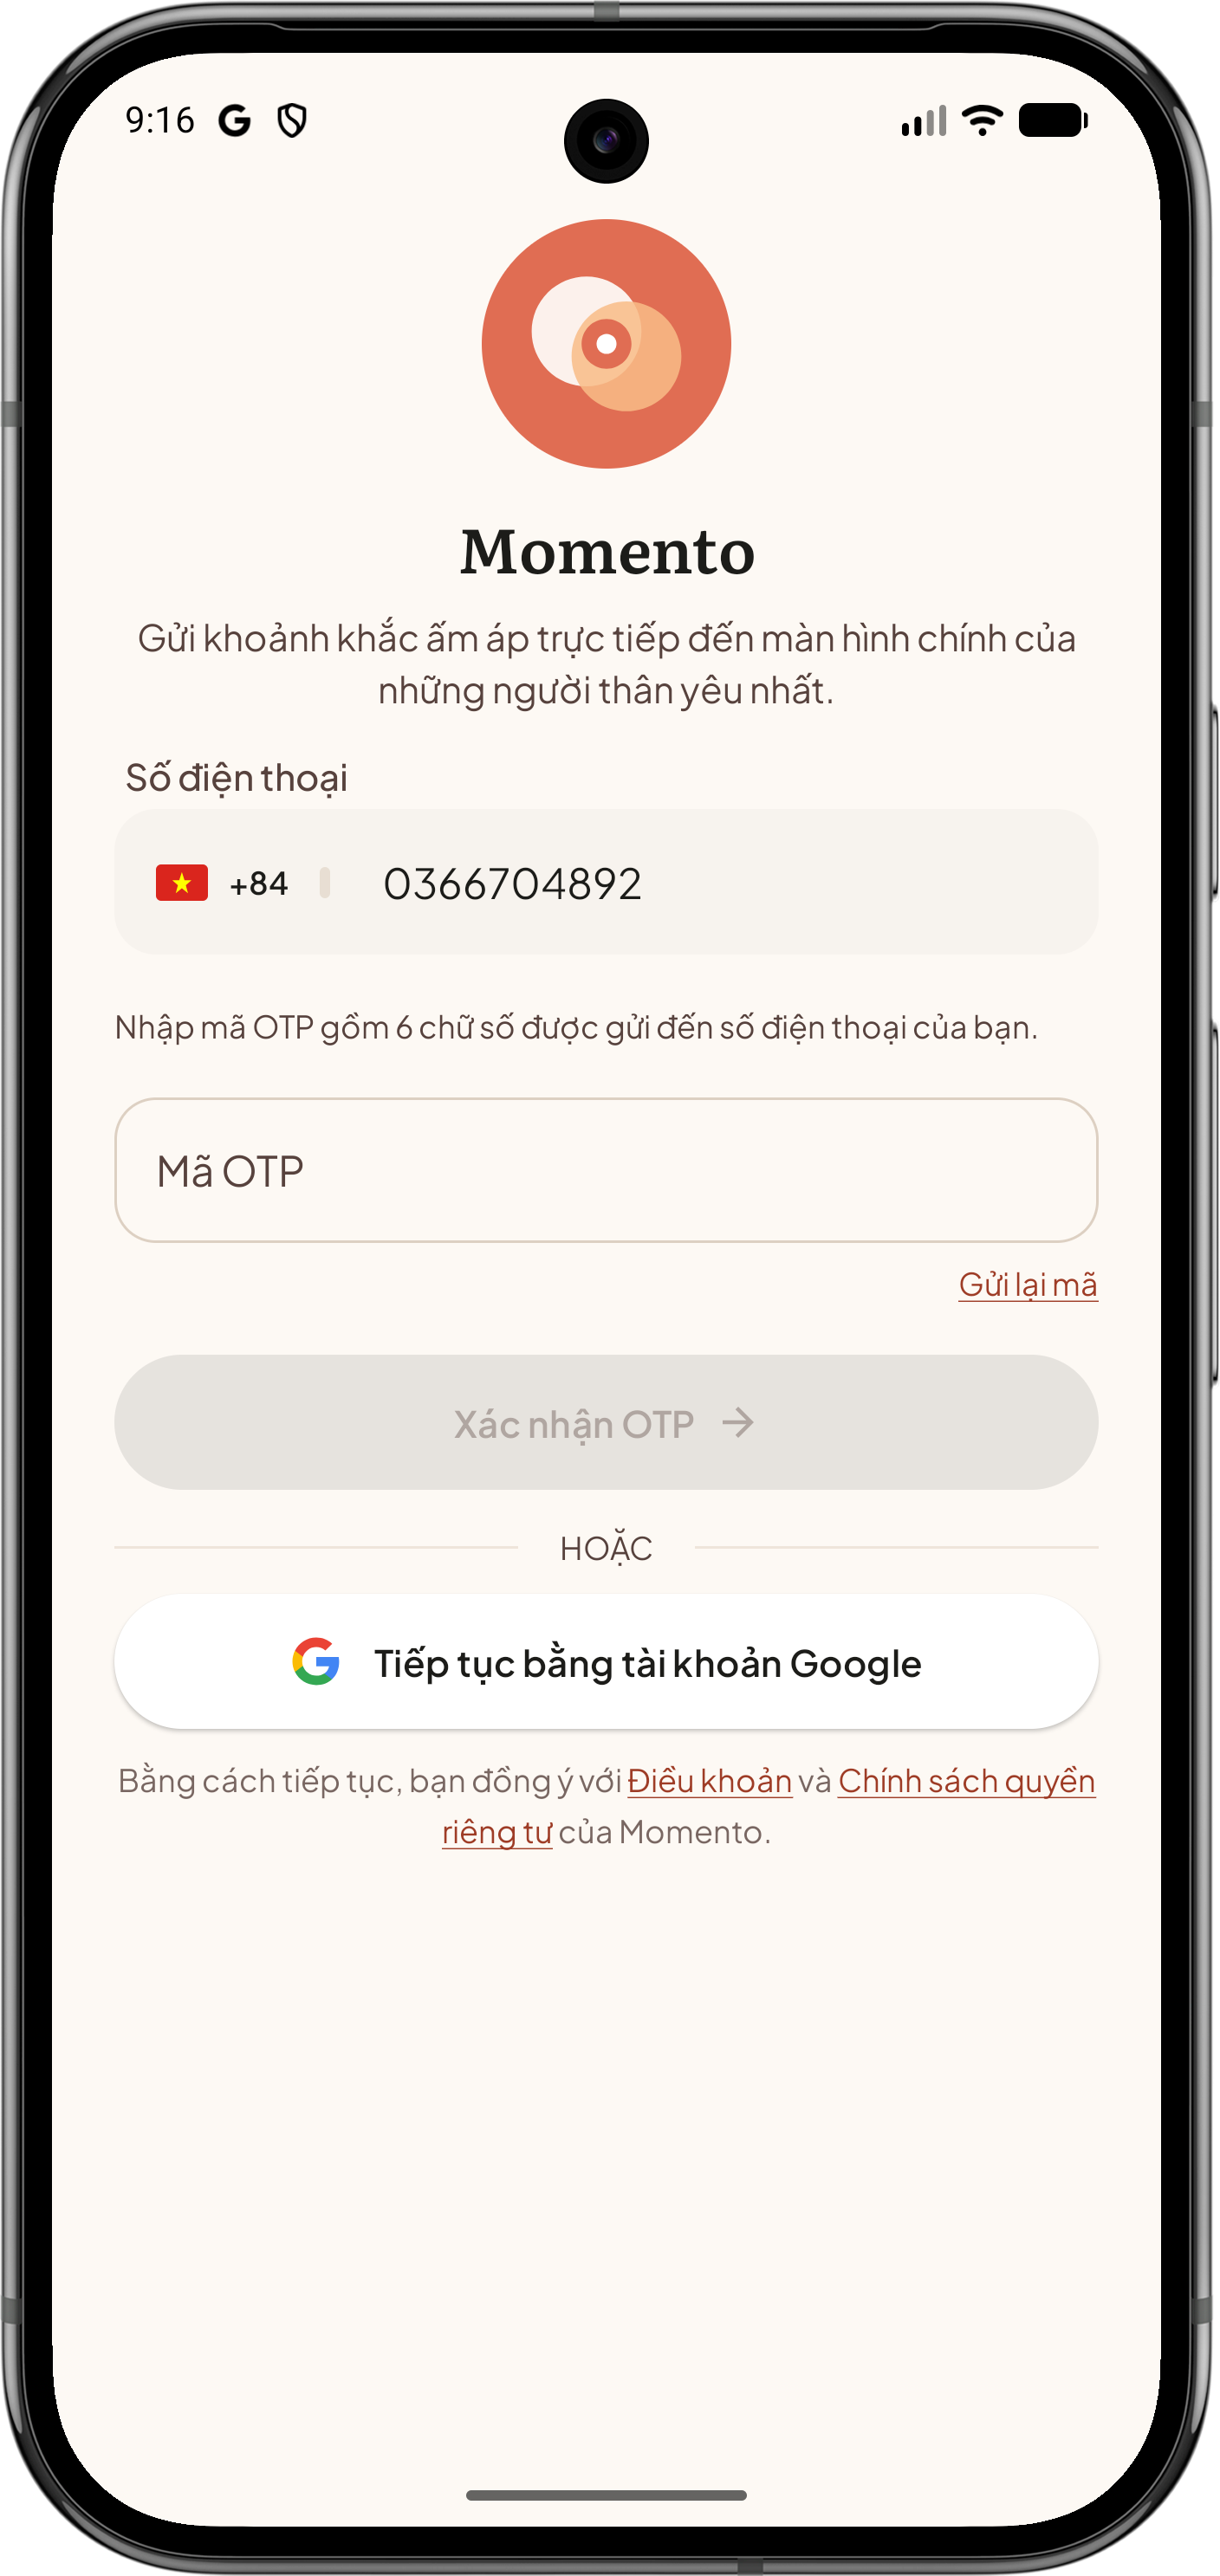 9:16
Momento
Gửi khoảnh khắc ấm áp trực tiếp đến màn hình chính của
những người thân yêu nhất.
Số điện thoại
+84 0366704892
Nhập mã OTP gồm 6 chữ số được gửi đến số điện thoại của bạn.
Mã OTP
Gửi lại mã
Xác nhận OTP →
HOẶC
Tiếp tục bằng tài khoản Google
Bằng cách tiếp tục, bạn đồng ý với Điều khoản và Chính sách quyền
riêng tư của Momento.